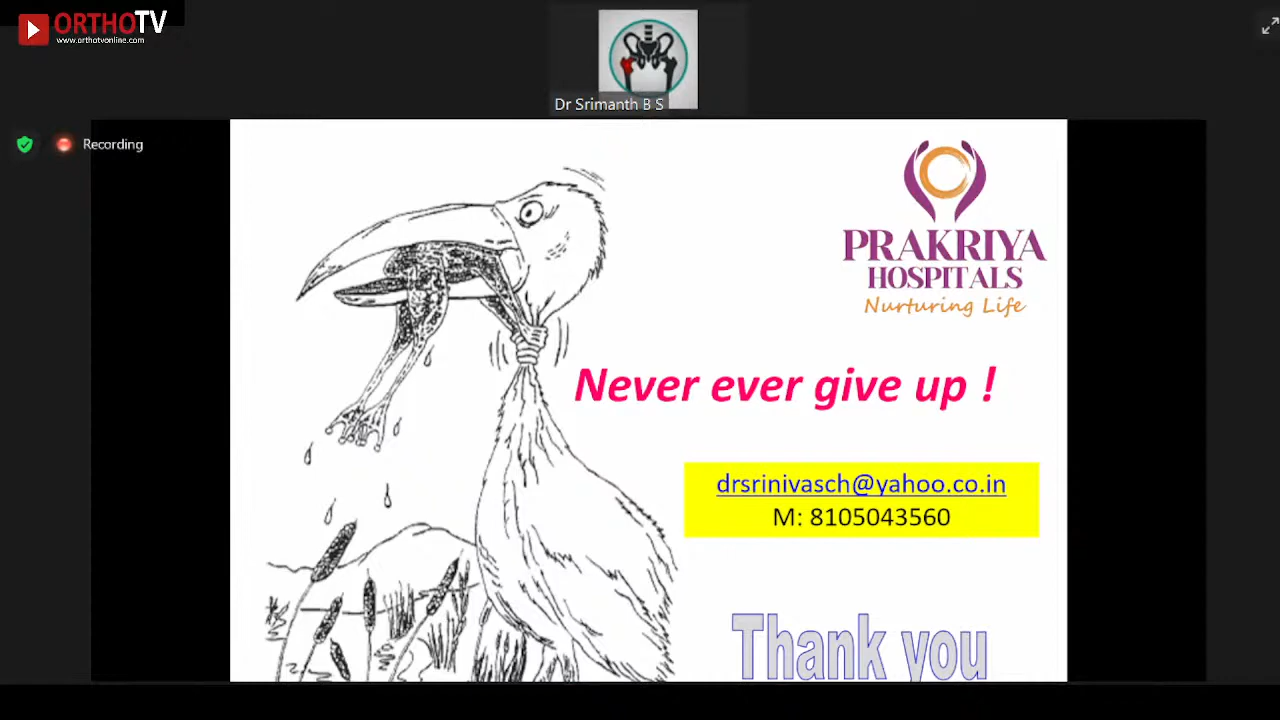 ORTHOTV
www.orthotvonline.com
Dr Srimanth B S
Recording
PRAKRIYA
HOSPITALS
Nurturing Life
Never ever give up !
drsrinivasch@yahoo.co.in
M: 8105043560
Thank you